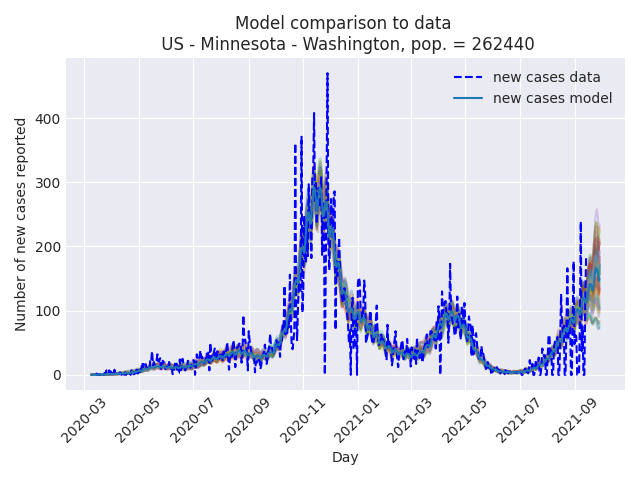 Model comparison to data
US - Minnesota - Washington, pop. = 262440
new cases data
new cases model
Number of new cases reported
400
300
200
100
0
2020-03
2020-05
2020-07
2020-09
2020-11
2021-01
2021-03
2021-05
2021-07
2021-09
Day